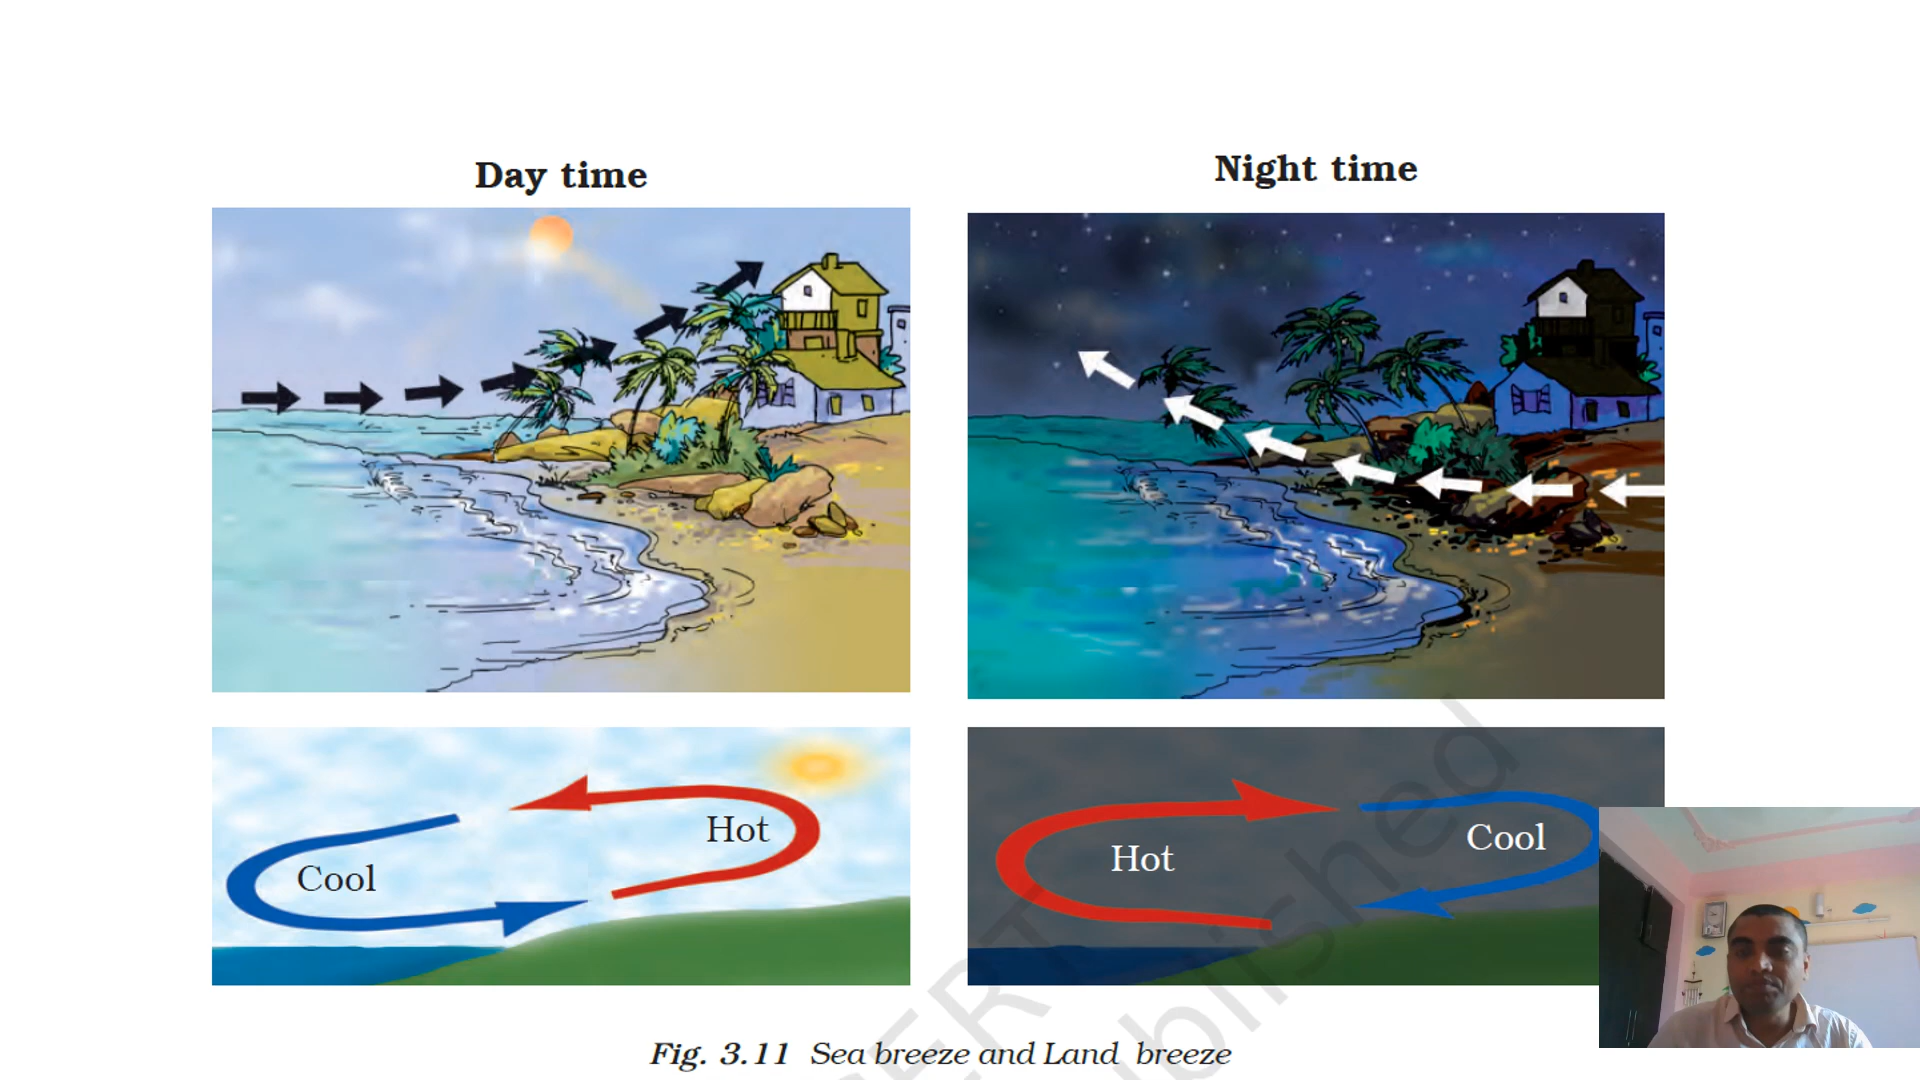 Day time
Night time
Hot
Cool
Hot
Cool
Fig. 3.11 Sea breeze and Land breeze